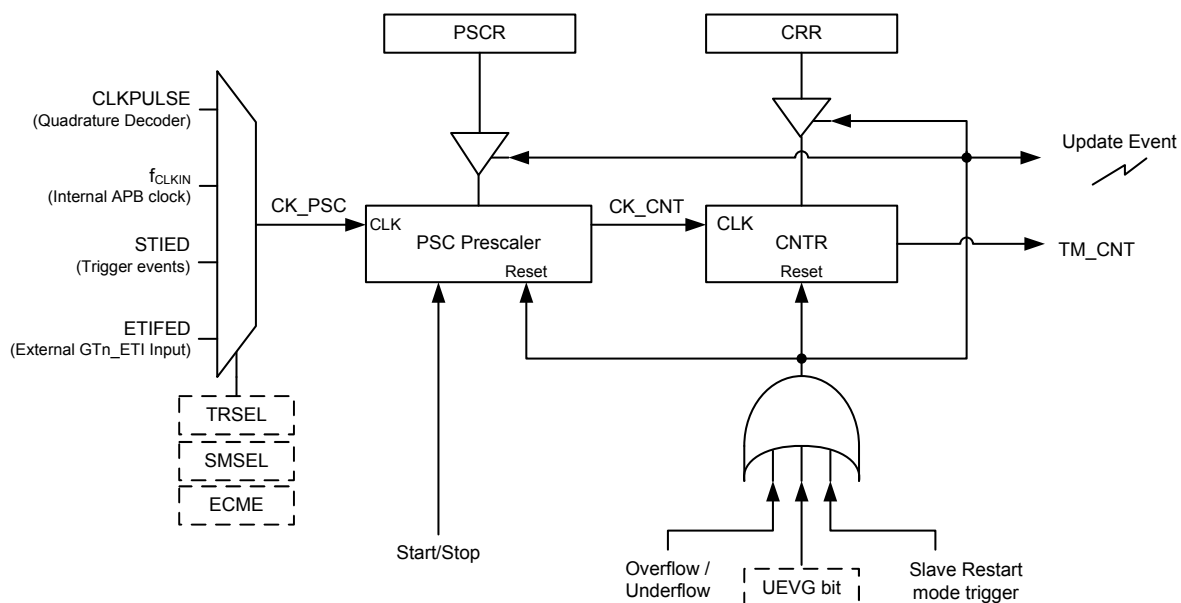 PSCR
CRR
CLKPULSE
(Quadrature Decoder)
Update Event
fCLKIN
(Internal APB clock)
CK_PSC
CK_CNT
CLK
PSC Prescaler
Reset
CLK
CNTR
Reset
STIED
(Trigger events)
TM_CNT
ETIFED
(External GTn_ETI Input)
TRSEL
SMSEL
ECME
Start/Stop
Overflow /
Underflow
UEVG bit
Slave Restart
mode trigger